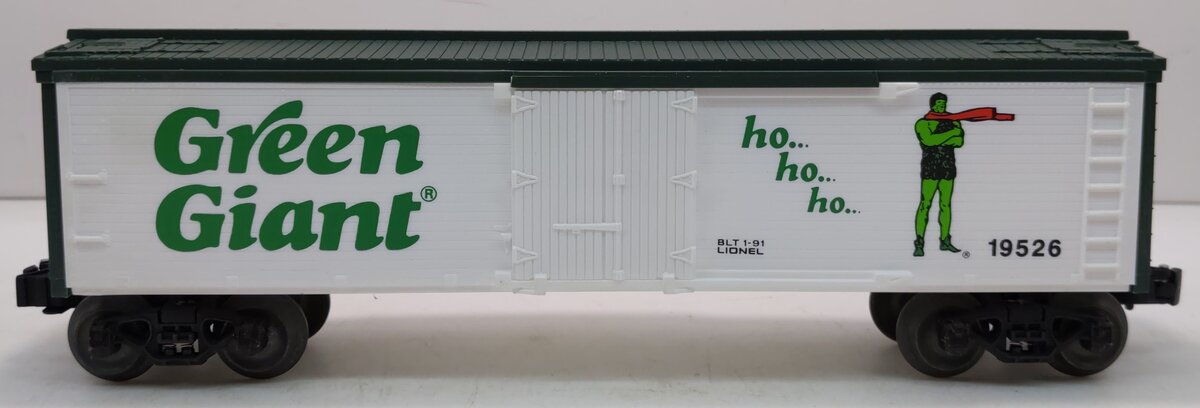 Green
Giant®
ho...
ho...
ho...
BLT 1-91
LIONEL
®
19526